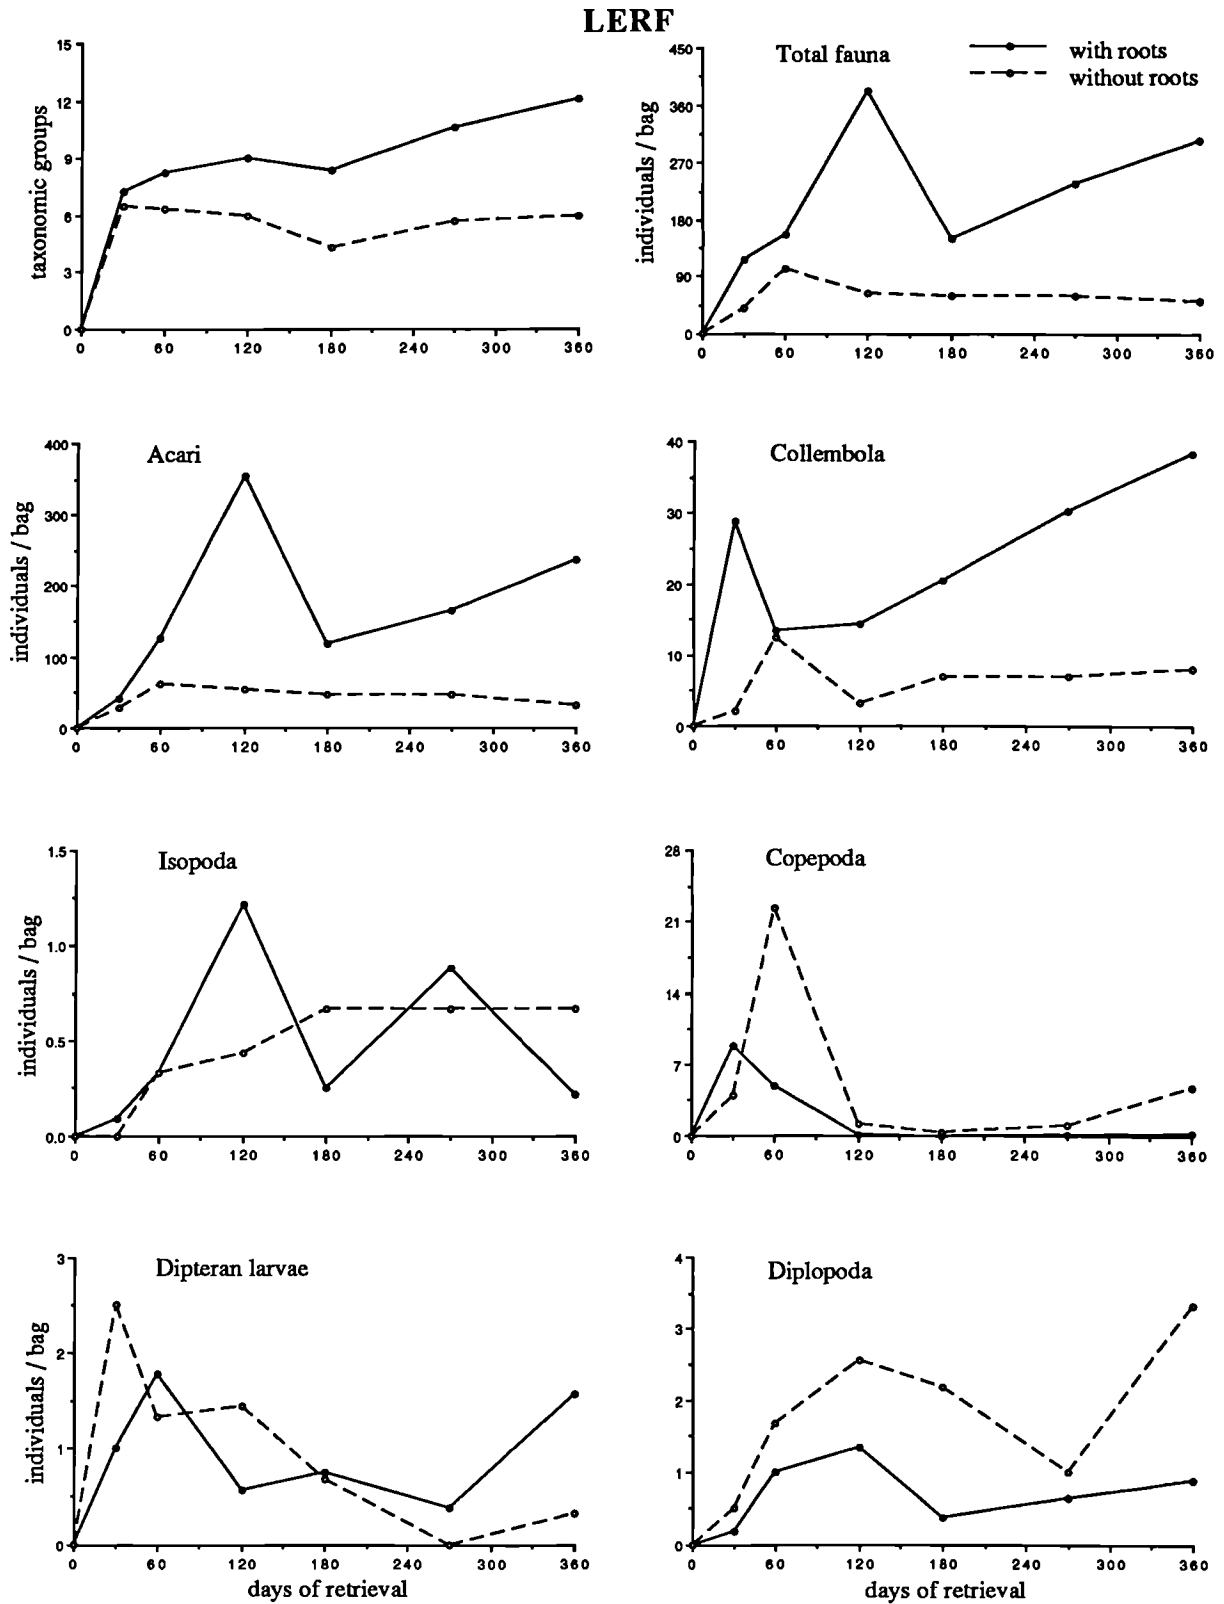 LERF
taxonomic groups
15
12
9
6
3
0
0 60 120 180 240 300 360
Total fauna
with roots
without roots
individuals / bag
450
360
270
180
90
0
0 60 120 180 240 300 360
Acari
individuals / bag
400
300
200
100
0
0 60 120 180 240 300 360
Collembola
40
30
20
10
0
0 60 120 180 240 300 360
Isopoda
individuals / bag
1.5
1.0
0.5
0.0
0 60 120 180 240 300 360
Copepoda
28
21
14
7
0
0 60 120 180 240 300 360
Dipteran larvae
individuals / bag
3
2
1
0
0 60 120 180 240 300 360
days of retrieval
Diplopoda
4
3
2
1
0
0 60 120 180 240 300 360
days of retrieval